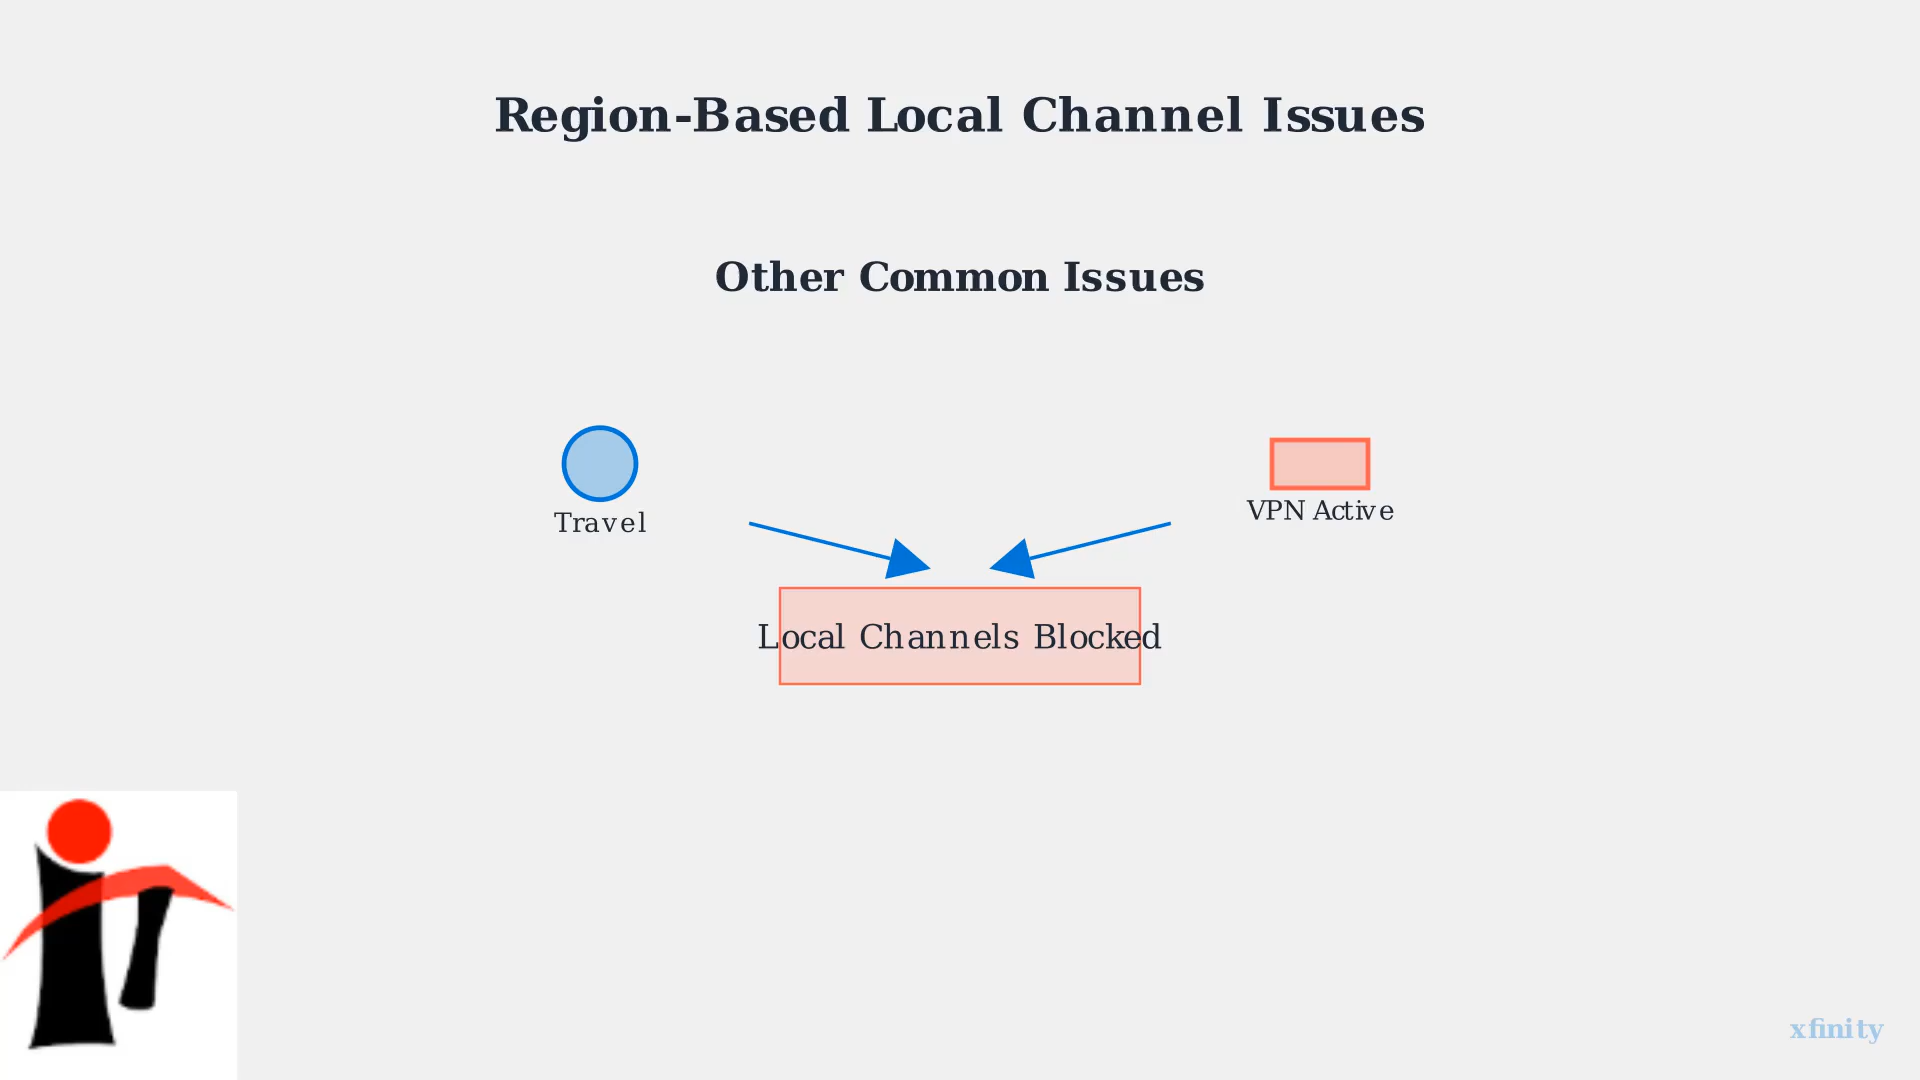 Region-Based Local Channel Issues
Other Common Issues
Travel
VPN Active
Local Channels Blocked
xfinity